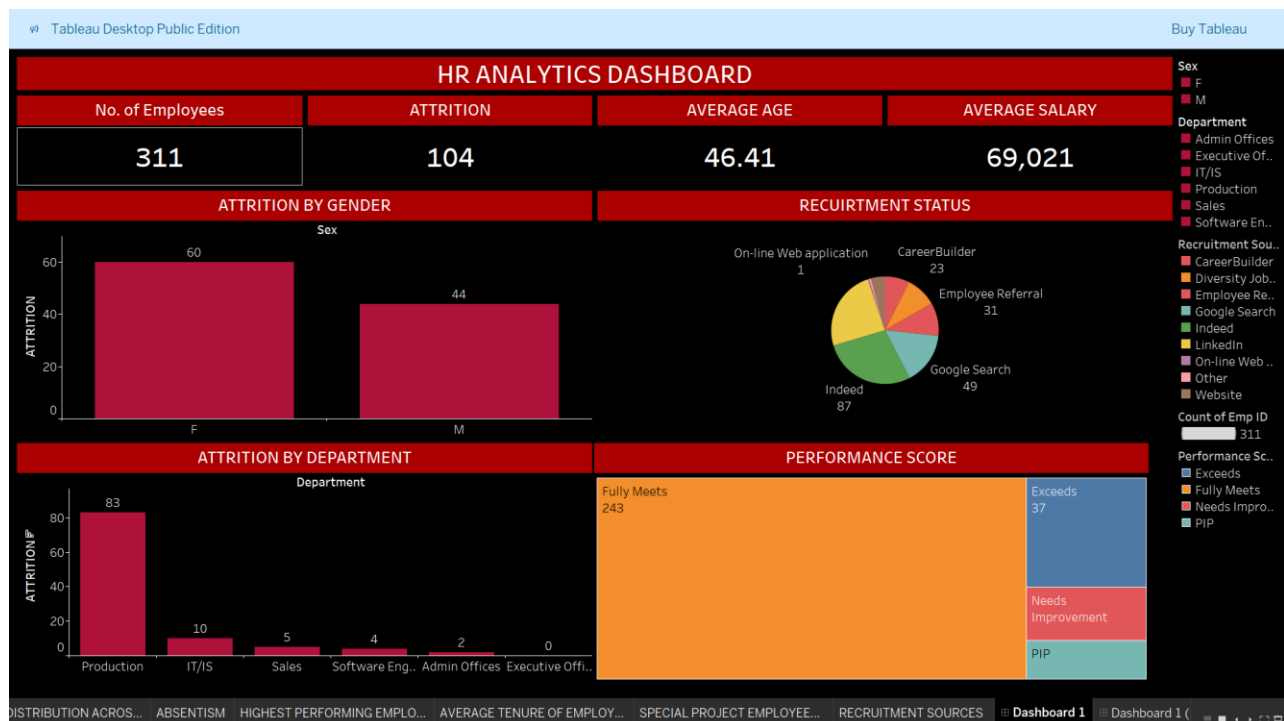 Tableau Desktop Public Edition
Buy Tableau
HR ANALYTICS DASHBOARD
No. of Employees
ATTRITION
AVERAGE AGE
AVERAGE SALARY
311
104
46.41
69,021
ATTRITION BY GENDER
Sex
ATTRITION
60
40
20
0
60
44
F
M
RECUIRTMENT STATUS
On-line Web application
1
CareerBuilder
23
Employee Referral
31
Google Search
49
Indeed
87
ATTRITION BY DEPARTMENT
Department
ATTRITION
80
60
40
20
0
83
10
5
4
2
0
Production
IT/IS
Sales
Software Eng..
Admin Offices
Executive Offi..
PERFORMANCE SCORE
Fully Meets
243
Exceeds
37
Needs
Improvement
PIP
Sex
F
M
Department
Admin Offices
Executive Of..
IT/IS
Production
Sales
Software En..
Recruitment Sou..
CareerBuilder
Diversity Job..
Employee Re..
Google Search
Indeed
LinkedIn
On-line Web ..
Other
Website
Count of Emp ID
311
Performance Sc..
Exceeds
Fully Meets
Needs Impro..
PIP
DISTRIBUTION ACROS...
ABSENTISM
HIGHEST PERFORMING EMPLO...
AVERAGE TENURE OF EMPLOY...
SPECIAL PROJECT EMPLOYEE...
RECRUITMENT SOURCES
Dashboard 1
Dashboard 1 (